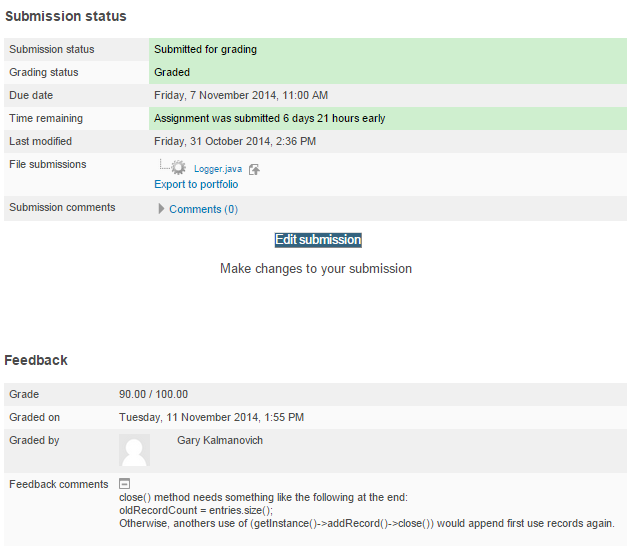 Submission status
Submission status Submitted for grading
Grading status Graded
Due date Friday, 7 November 2014, 11:00 AM
Time remaining Assignment was submitted 6 days 21 hours early
Last modified Friday, 31 October 2014, 2:36 PM
File submissions Logger.java
Export to portfolio
Submission comments Comments (0)
Edit submission
Make changes to your submission
Feedback
Grade 90.00 / 100.00
Graded on Tuesday, 11 November 2014, 1:55 PM
Graded by Gary Kalmanovich
Feedback comments
close() method needs something like the following at the end:
oldRecordCount = entries.size();
Otherwise, anothers use of (getInstance()->addRecord()->close()) would append first use records again.